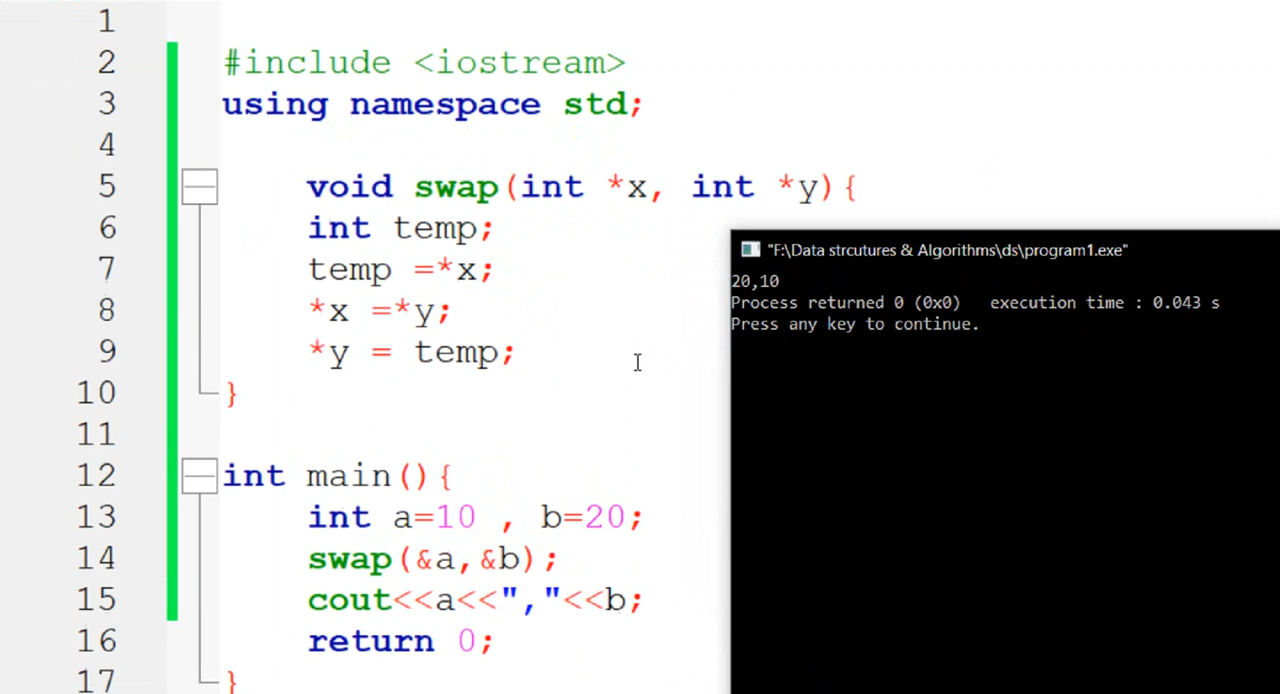 1
2 #include <iostream>
3 using namespace std;
4
5 void swap(int *x, int *y){
6 int temp;
7 temp =*x;
8 *x =*y;
9 *y = temp;
10 }
11
12 int main(){
13 int a=10 , b=20;
14 swap(&a,&b);
15 cout<<a<<","<<b;
16 return 0;
17 }
"F:\Data strcutures & Algorithms\ds\program1.exe"
20,10
Process returned 0 (0x0)   execution time : 0.043 s
Press any key to continue.